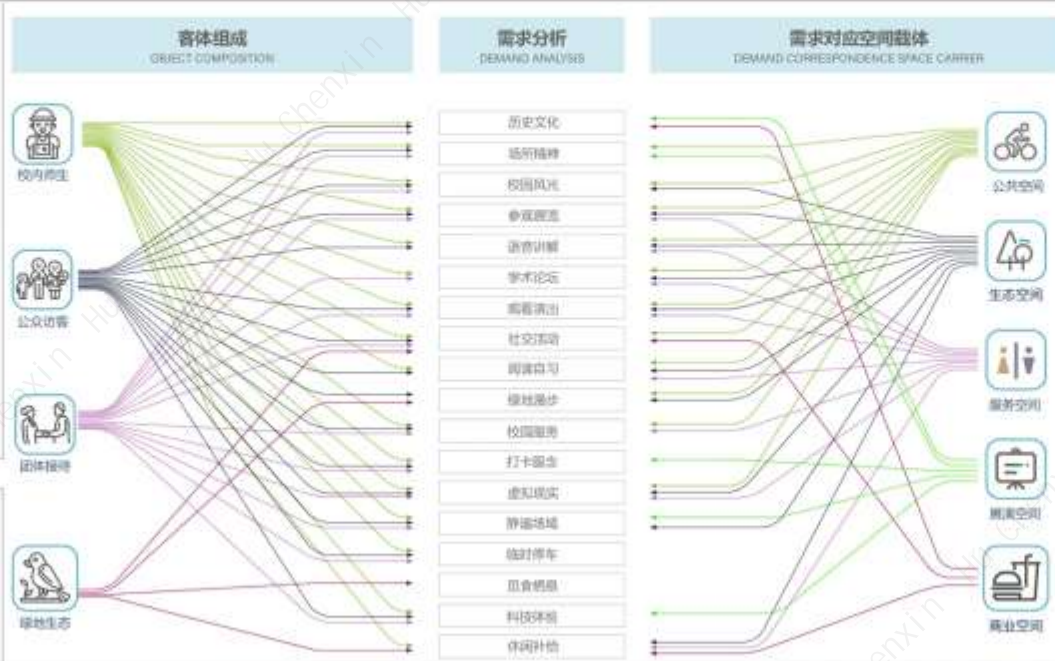 客体组成
OBJECT COMPOSITION
需求分析
DEMAND ANALYSIS
需求对应空间载体
DEMAND CORRESPONDENCE SPACE CARRIER
校内师生
公众访客
团体接待
绿地生态
历史文化
场所精神
校园风光
参观游览
语音讲解
学术论坛
观看演出
社交活动
阅读自习
绿地漫步
校园服务
打卡留念
虚拟现实
静谧场域
临时停车
觅食栖息
科技体验
休闲补给
公共空间
生态空间
服务空间
展演空间
商业空间